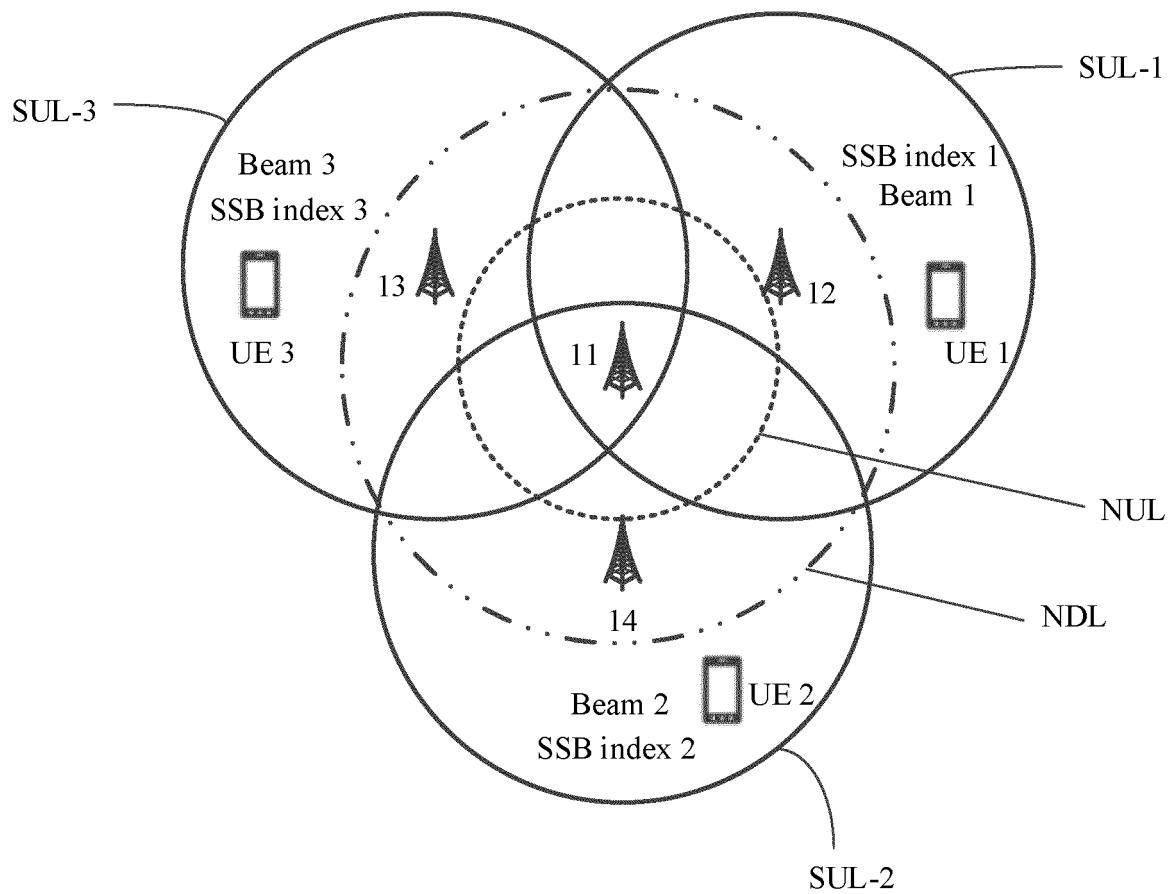 SUL-1
SUL-3
SSB index 1
Beam 1
Beam 3
SSB index 3
13
12
UE 3
11
UE 1
NUL
NDL
14
UE 2
Beam 2
SSB index 2
SUL-2